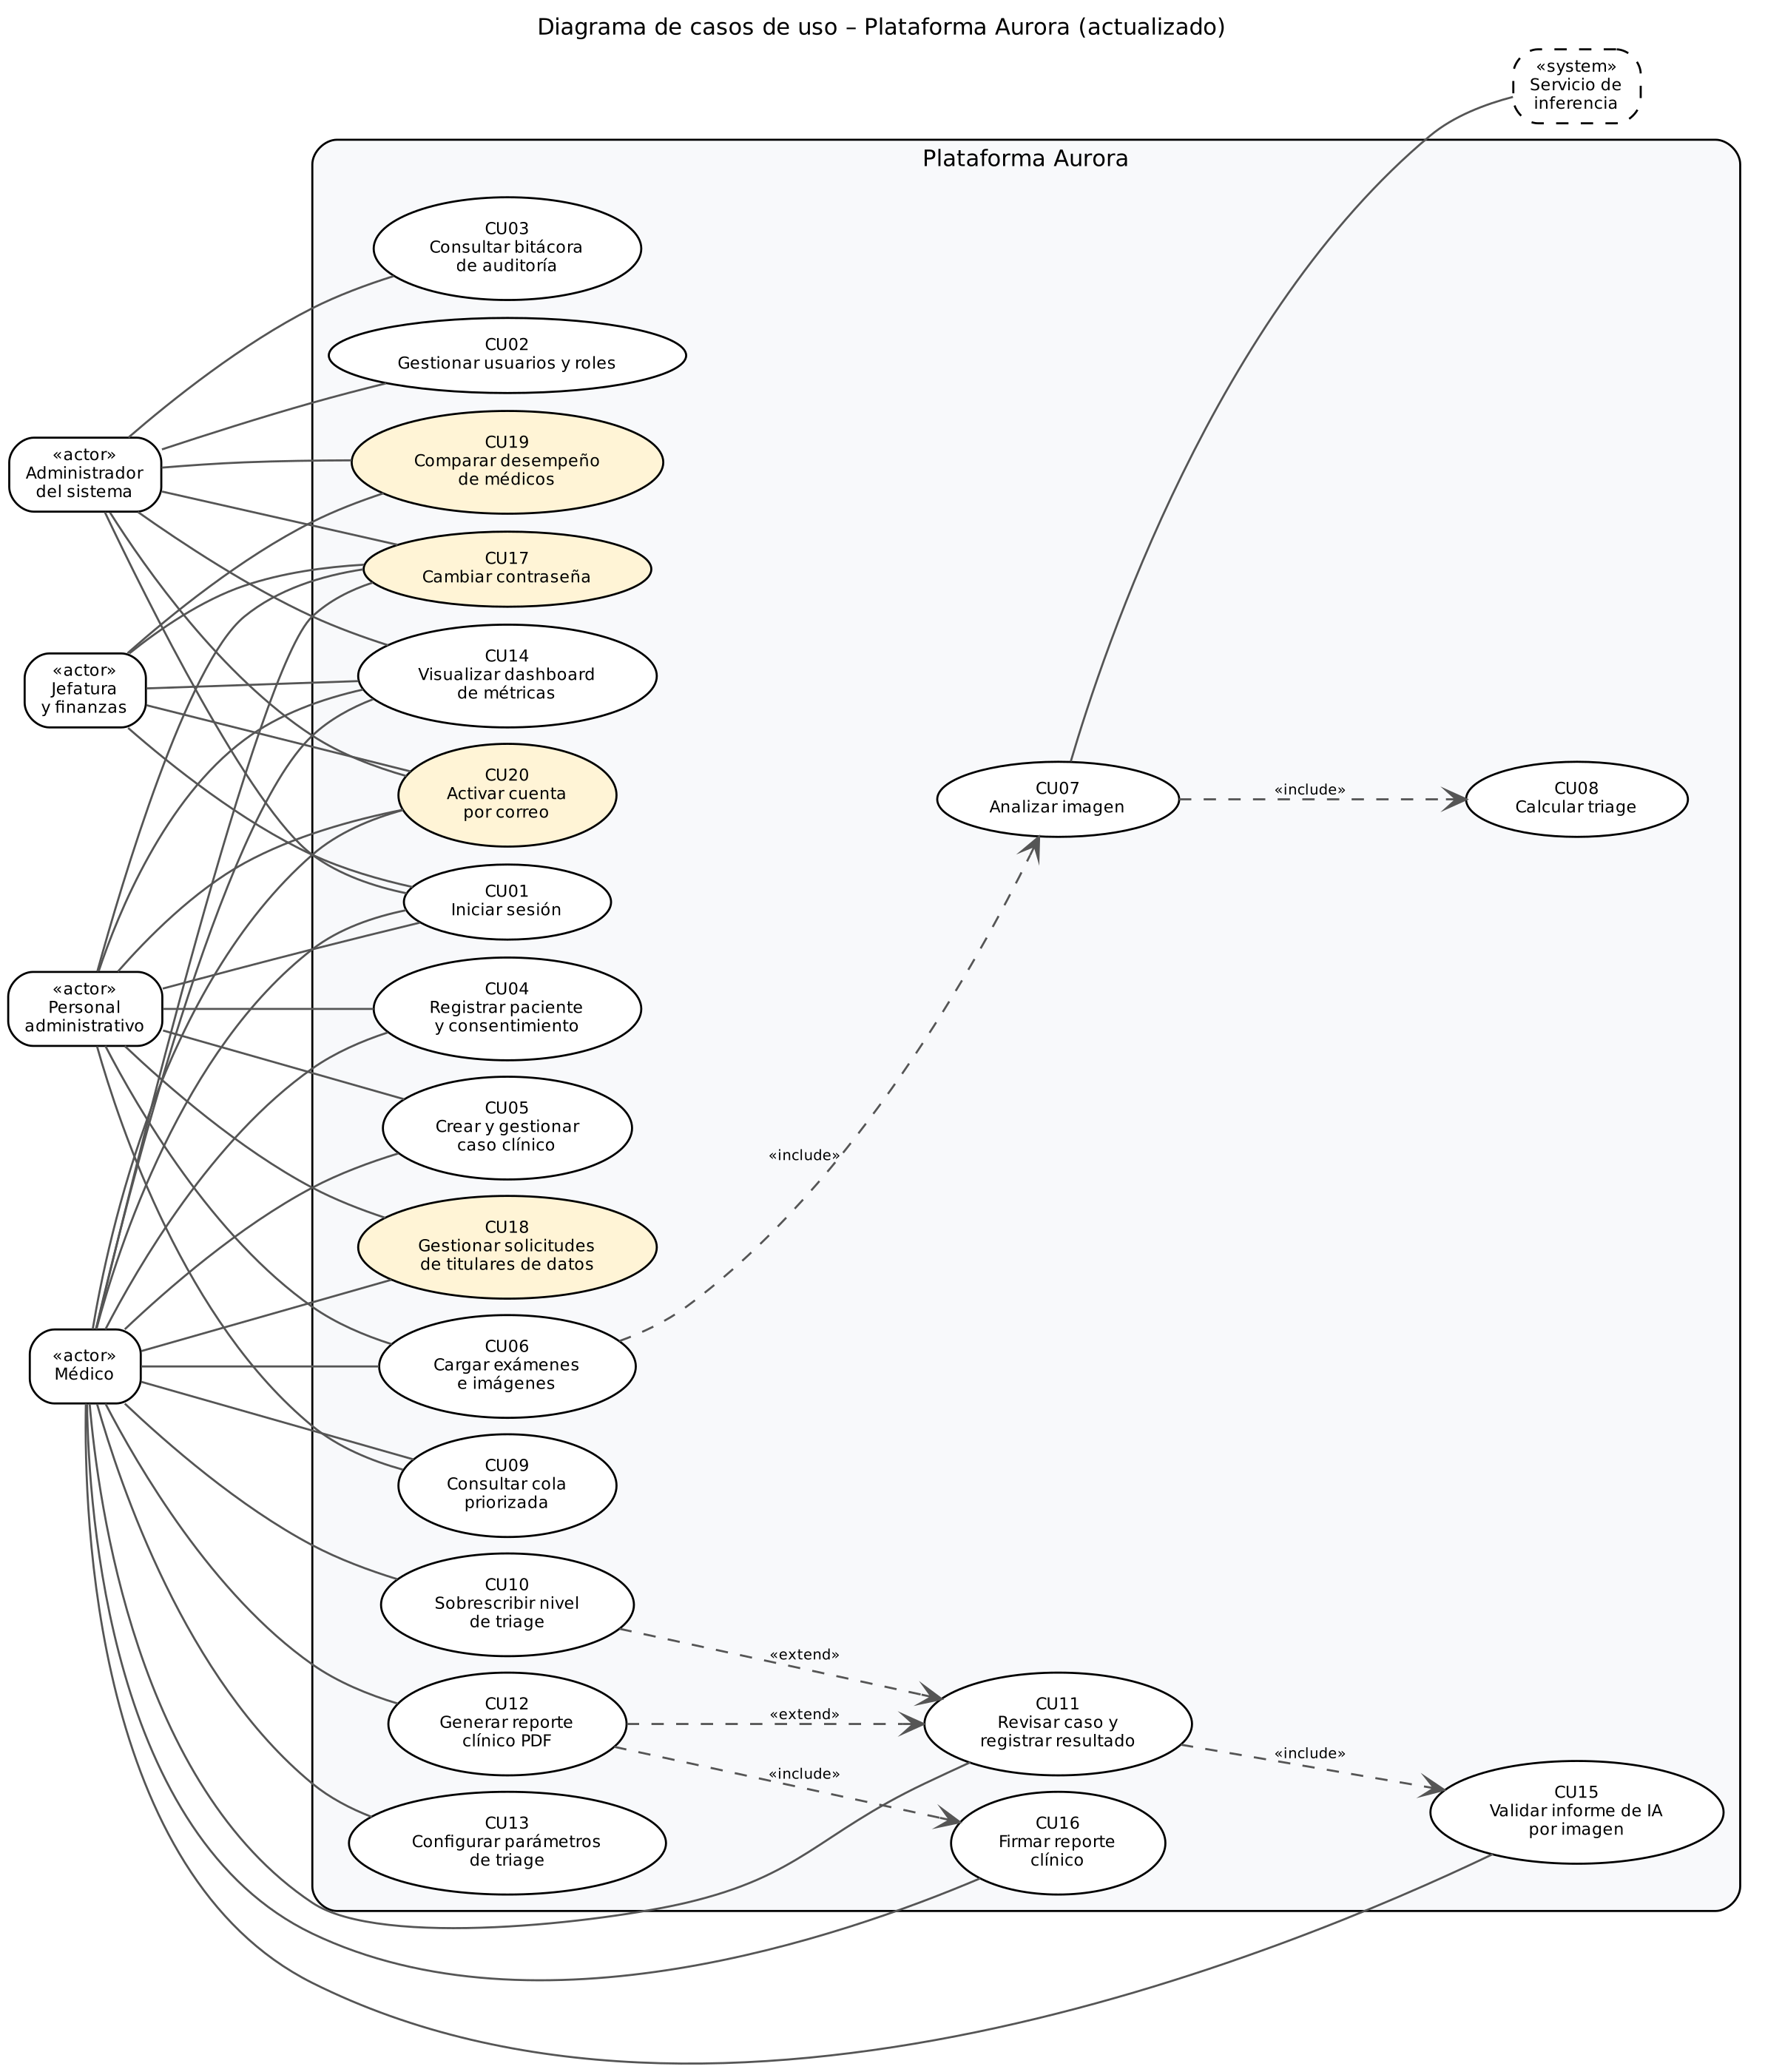 Diagrama de casos de uso – Plataforma Aurora (actualizado)
«system»
Servicio de
inferencia
Plataforma Aurora
CU03
Consultar bitácora
de auditoría
CU02
Gestionar usuarios y roles
CU19
Comparar desempeño
de médicos
«actor»
Administrador
del sistema
CU17
Cambiar contraseña
CU14
Visualizar dashboard
de métricas
«actor»
Jefatura
y finanzas
CU20
Activar cuenta
por correo
CU07
Analizar imagen
«include»
CU08
Calcular triage
CU01
Iniciar sesión
«actor»
Personal
administrativo
CU04
Registrar paciente
y consentimiento
CU05
Crear y gestionar
caso clínico
«include»
CU18
Gestionar solicitudes
de titulares de datos
«actor»
Médico
CU06
Cargar exámenes
e imágenes
CU09
Consultar cola
priorizada
CU10
Sobrescribir nivel
de triage
«extend»
CU12
Generar reporte
clínico PDF
«extend»
«include»
CU11
Revisar caso y
registrar resultado
«include»
CU15
Validar informe de IA
por imagen
CU13
Configurar parámetros
de triage
CU16
Firmar reporte
clínico